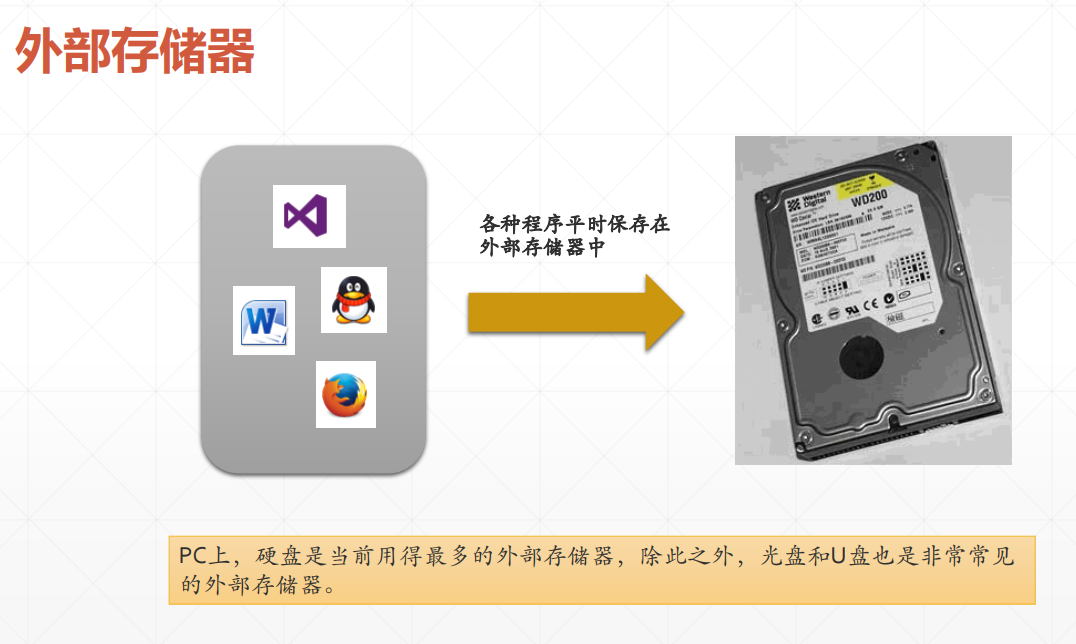 外部存储器
各种程序平时保存在
外部存储器中
Western
Digital
WD200
PC上，硬盘是当前用得最多的外部存储器，除此之外，光盘和U盘也是非常常见
的外部存储器。